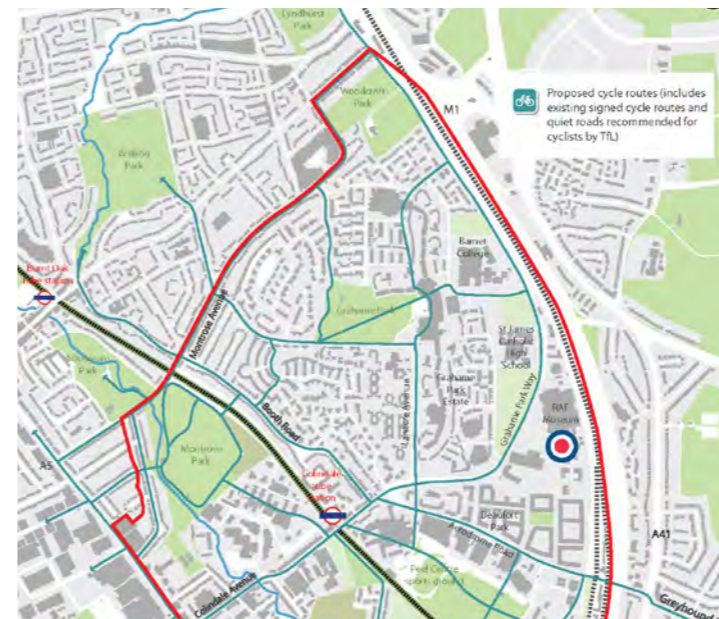 Lyndhurst
Park
Woodcroft
Park
M1
Proposed cycle routes (includes
existing signed cycle routes and
quiet roads recommended for
cyclists by TfL)
Watling
Park
Barnet
College
Burnt Oak
tube station
Montrose Avenue
Grahame Park
St James
Catholic
High
School
Park
Grahame
Park
Estate
Grahame Park Way
RAF
Museum
Booth Road
Lanacre Avenue
Montrose
Park
A5
Colindale
tube
station
Beaufort
Park
Aerodrome Road
A41
Peel Centre
sports ground
Colindale Avenue
Greyhound